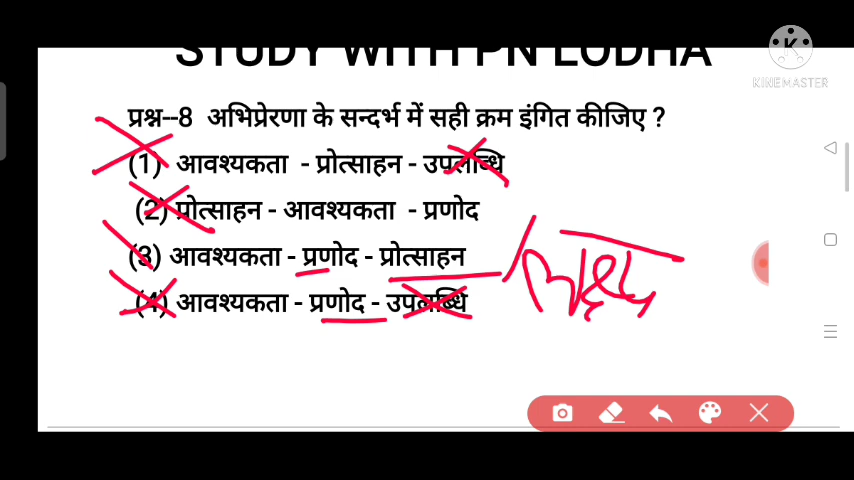 STUDY WITH PN LODHA
KINEMASTER
प्रश्न--8 अभिप्रेरणा के सन्दर्भ में सही क्रम इंगित कीजिए ?
(1) आवश्यकता - प्रोत्साहन - उपलब्धि
(2) प्रोत्साहन - आवश्यकता - प्रणोद
(3) आवश्यकता - प्रणोद - प्रोत्साहन
(4) आवश्यकता - प्रणोद - उपलब्धि